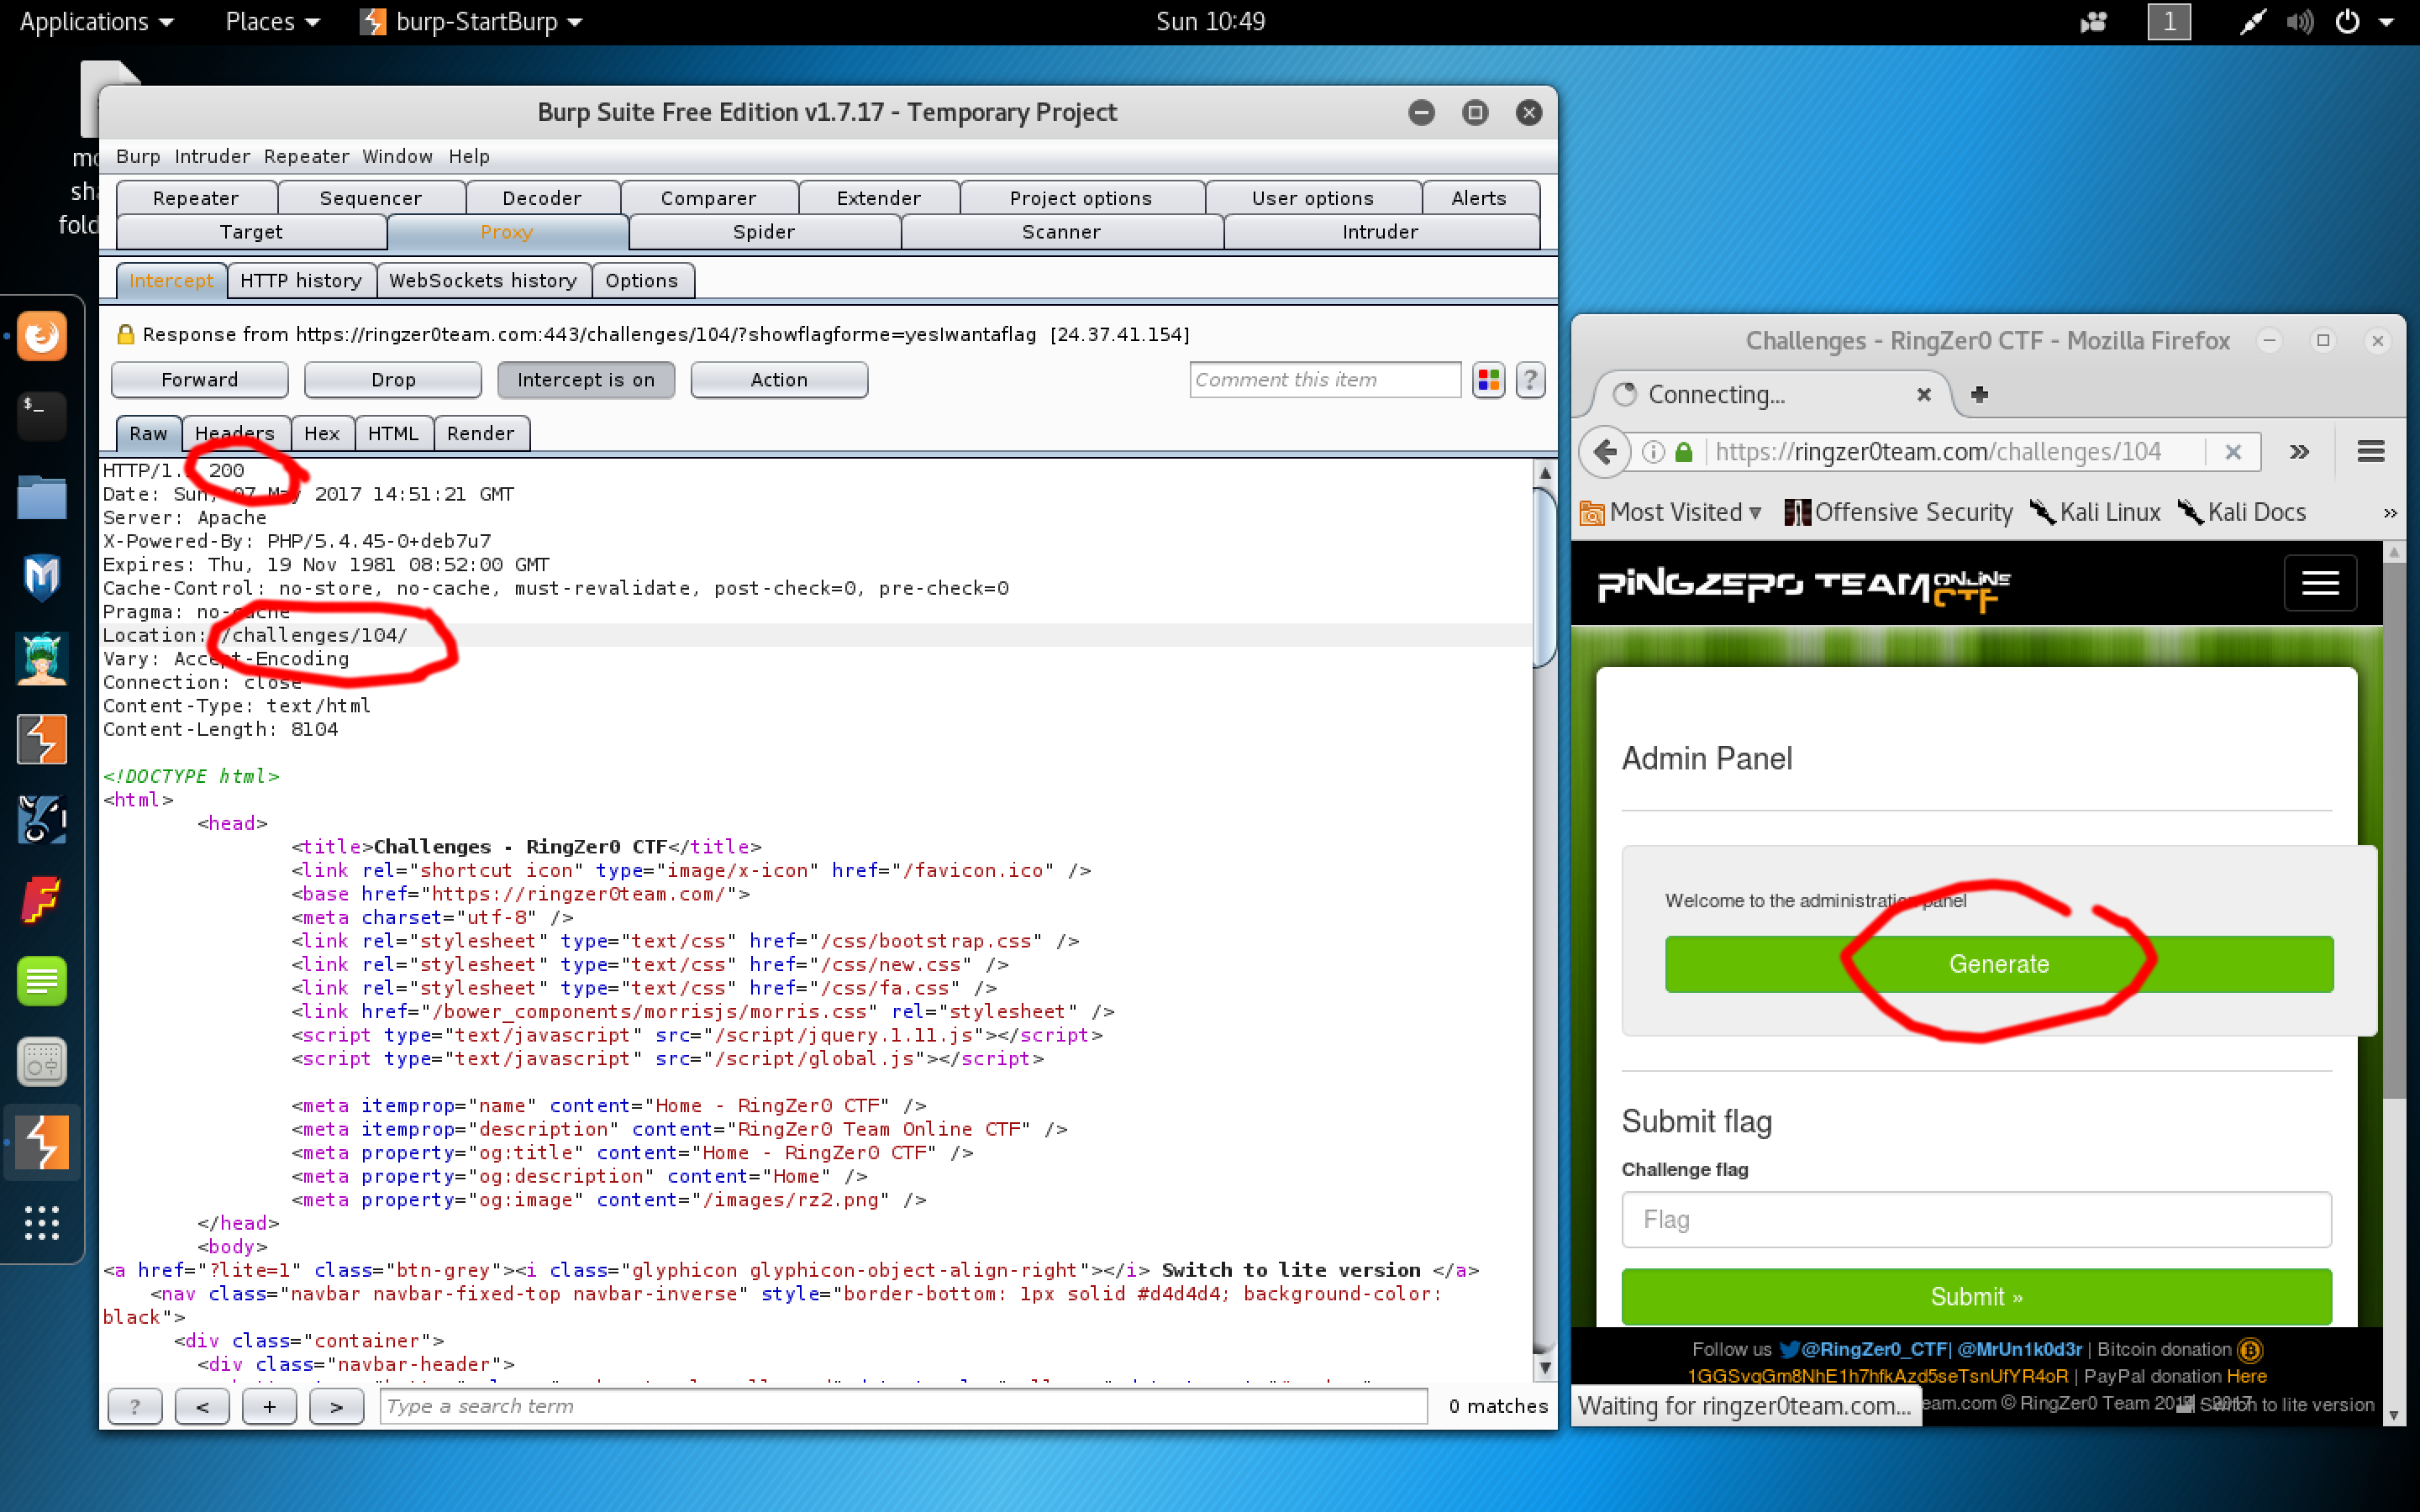 Applications Places burp-StartBurp Sun 10:49 1
Burp Suite Free Edition v1.7.17 - Temporary Project
Burp Intruder Repeater Window Help
Repeater Sequencer Decoder Comparer Extender Project options User options Alerts
Target Proxy Spider Scanner Intruder
Intercept HTTP history WebSockets history Options
Response from https://ringzer0team.com:443/challenges/104/?showflagforme=yesIwantaflag [24.37.41.154]
Forward Drop Intercept is on Action Comment this item ?
Raw Headers Hex HTML Render
HTTP/1. 200
Date: Sun, 07 May 2017 14:51:21 GMT
Server: Apache
X-Powered-By: PHP/5.4.45-0+deb7u7
Expires: Thu, 19 Nov 1981 08:52:00 GMT
Cache-Control: no-store, no-cache, must-revalidate, post-check=0, pre-check=0
Pragma: no-cache
Location: /challenges/104/
Vary: Accept-Encoding
Connection: close
Content-Type: text/html
Content-Length: 8104
<!DOCTYPE html>
<html>
<head>
<title>Challenges - RingZer0 CTF</title>
<link rel="shortcut icon" type="image/x-icon" href="/favicon.ico" />
<base href="https://ringzer0team.com/">
<meta charset="utf-8" />
<link rel="stylesheet" type="text/css" href="/css/bootstrap.css" />
<link rel="stylesheet" type="text/css" href="/css/new.css" />
<link rel="stylesheet" type="text/css" href="/css/fa.css" />
<link href="/bower_components/morrisjs/morris.css" rel="stylesheet" />
<script type="text/javascript" src="/script/jquery.1.11.js"></script>
<script type="text/javascript" src="/script/global.js"></script>
<meta itemprop="name" content="Home - RingZer0 CTF" />
<meta itemprop="description" content="RingZer0 Team Online CTF" />
<meta property="og:title" content="Home - RingZer0 CTF" />
<meta property="og:description" content="Home" />
<meta property="og:image" content="/images/rz2.png" />
</head>
<body>
<a href="?lite=1" class="btn-grey"><i class="glyphicon glyphicon-object-align-right"></i> Switch to lite version </a>
<nav class="navbar navbar-fixed-top navbar-inverse" style="border-bottom: 1px solid #d4d4d4; background-color:
black">
<div class="container">
<div class="navbar-header">
? < + > Type a search term 0 matches
Challenges - RingZer0 CTF - Mozilla Firefox
Connecting...
https://ringzer0team.com/challenges/104
Most Visited Offensive Security Kali Linux Kali Docs
RINGZER0 TEAM ONLINE CTF
Admin Panel
Welcome to the administration panel
Generate
Submit flag
Challenge flag
Flag
Submit »
Follow us @RingZer0_CTF| @MrUn1k0d3r | Bitcoin donation
1GGSvgGm8NhE1h7hfkAzd5seTsnUfYR4oR | PayPal donation Here
Waiting for ringzer0team.com... eam.com © RingZer0 Team Switch to lite version